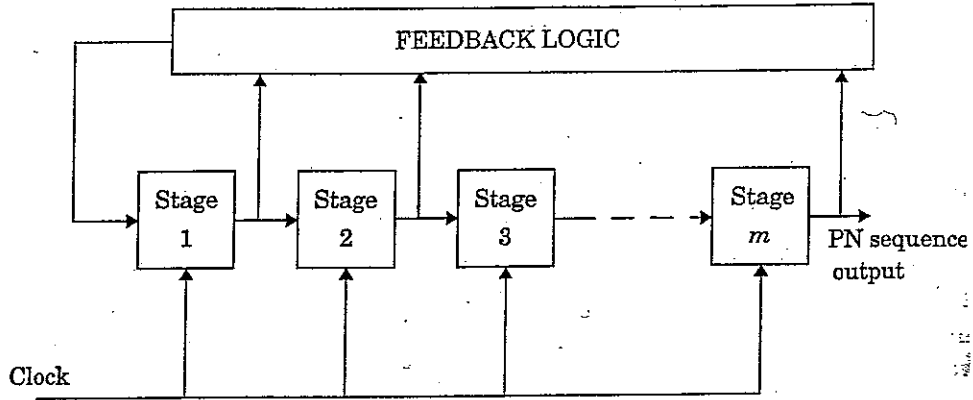 FEEDBACK LOGIC
Stage
1
Stage
2
Stage
3
Stage
m
PN sequence
output
Clock